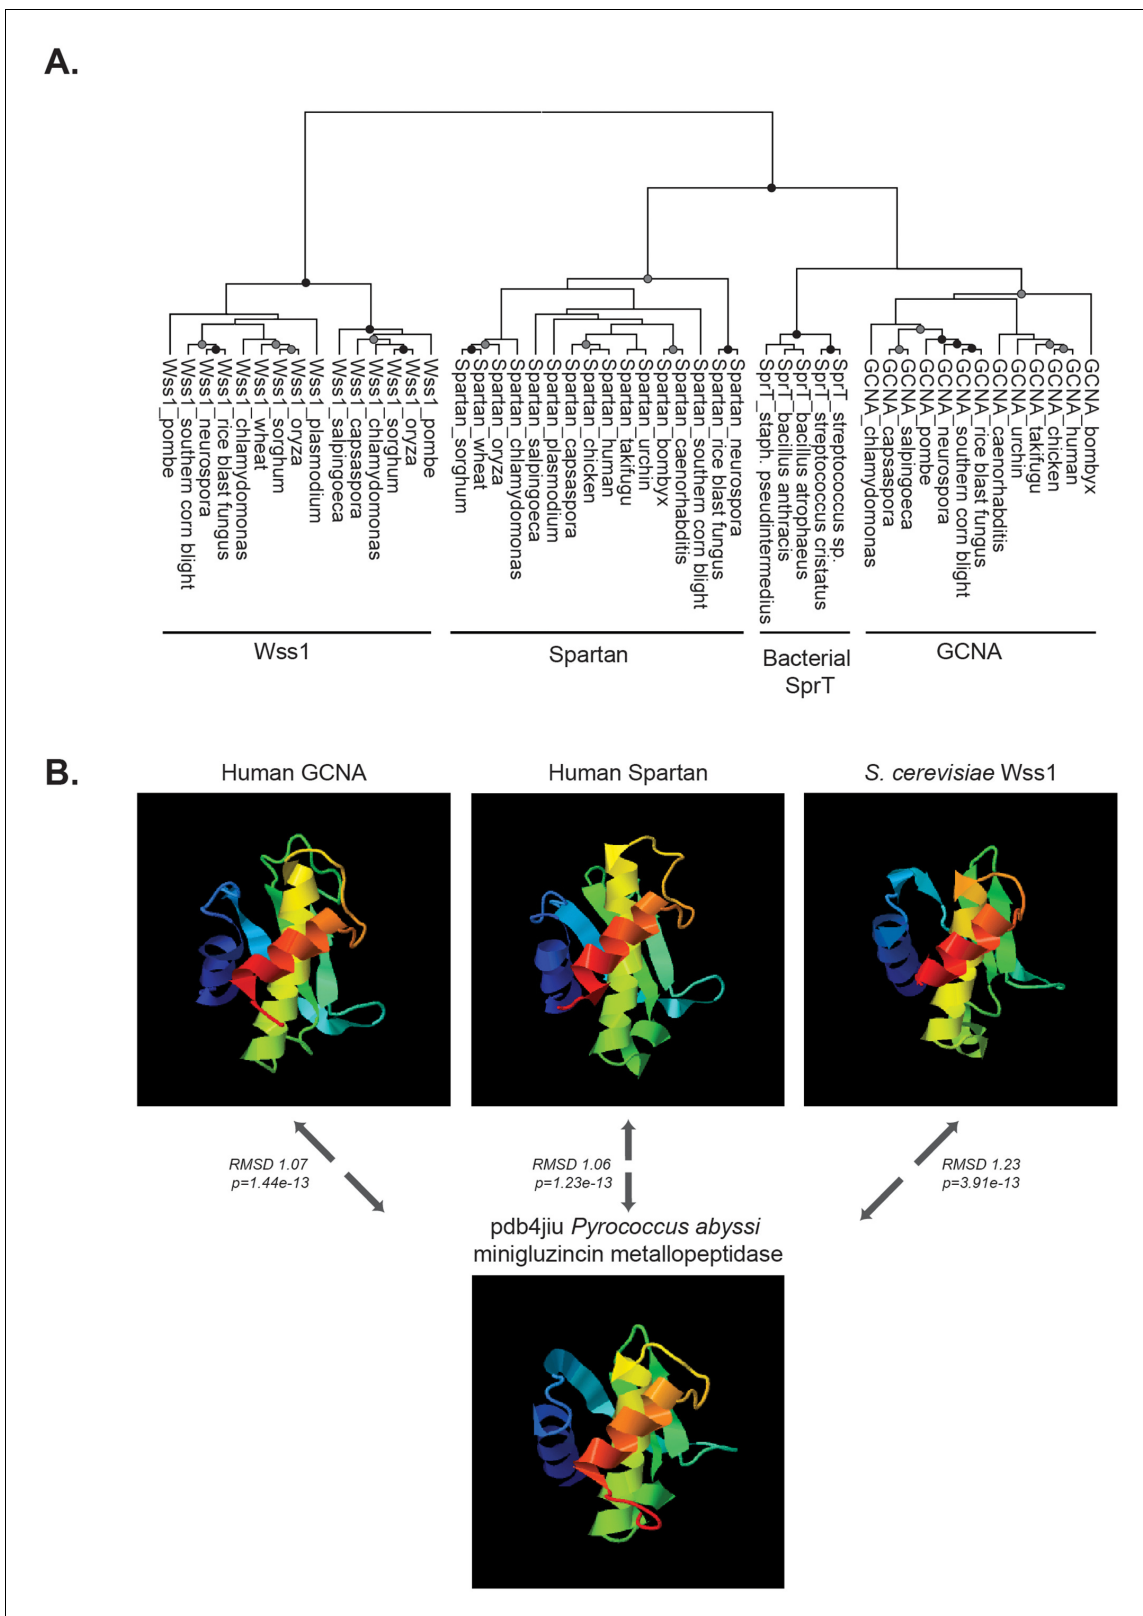 A.
Wss1_pombe
Wss1_southern corn blight
Wss1_neurospora
Wss1_rice blast fungus
Wss1_chlamydomonas
Wss1_wheat
Wss1_sorghum
Wss1_oryza
Wss1_plasmodium
Wss1_salpingoeca
Wss1_capsaspora
Wss1_chlamydomonas
Wss1_sorghum
Wss1_oryza
Wss1_pombe
Spartan_sorghum
Spartan_wheat
Spartan_oryza
Spartan_chlamydomonas
Spartan_salpingoeca
Spartan_plasmodium
Spartan_capsaspora
Spartan_chicken
Spartan_human
Spartan_takifugu
Spartan_urchin
Spartan_bombyx
Spartan_caenorhabditis
Spartan_southern corn blight
Spartan_rice blast fungus
Spartan_neurospora
SprT_staph. pseudintermedius
SprT_bacillus anthracis
SprT_bacillus atrophaeus
SprT_streptococcus cristatus
SprT_streptococcus sp.
GCNA_chlamydomonas
GCNA_capsaspora
GCNA_salpingoeca
GCNA_pombe
GCNA_neurospora
GCNA_southern corn blight
GCNA_rice blast fungus
GCNA_caenorhabditis
GCNA_urchin
GCNA_takifugu
GCNA_chicken
GCNA_human
GCNA_bombyx
Wss1
Spartan
Bacterial
SprT
GCNA
B.
Human GCNA
Human Spartan
S. cerevisiae Wss1
RMSD 1.07
p=1.44e-13
RMSD 1.06
p=1.23e-13
RMSD 1.23
p=3.91e-13
pdb4jiu Pyrococcus abyssi
minigluzincin metallopeptidase